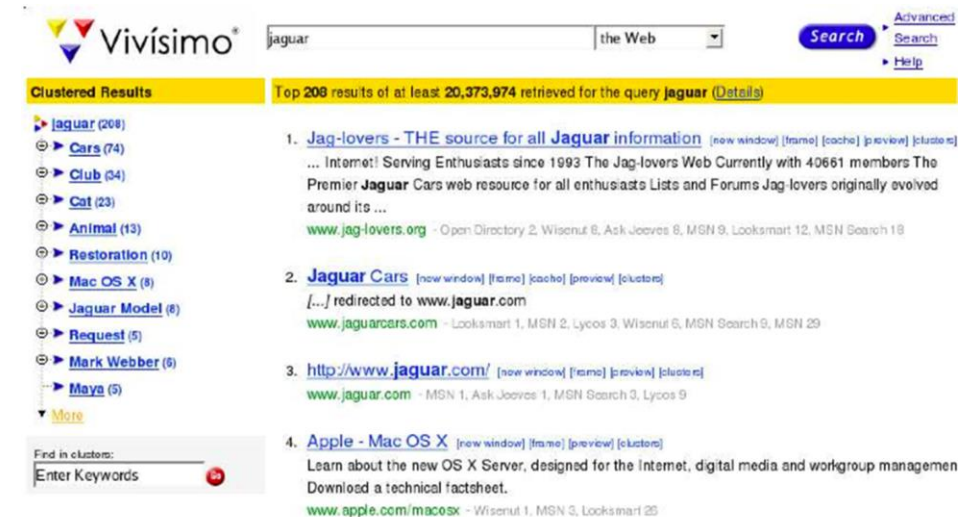 Vivísimo®
jaguar
the Web
Search
Advanced
Search
Help
Clustered Results
jaguar (208)
Cars (74)
Club (34)
Cat (23)
Animal (13)
Restoration (10)
Mac OS X (8)
Jaguar Model (8)
Request (5)
Mark Webber (6)
Maya (5)
More
Find in clusters:
Enter Keywords
Go
Top 208 results of at least 20,373,974 retrieved for the query jaguar (Details)
1. Jag-lovers - THE source for all Jaguar information [new window] [frame] [cache] [preview] [clusters]
... Internet! Serving Enthusiasts since 1993 The Jag-lovers Web Currently with 40661 members The
Premier Jaguar Cars web resource for all enthusiasts Lists and Forums Jag-lovers originally evolved
around its ...
www.jag-lovers.org - Open Directory 2, Wisenut 8, Ask Jeeves 8, MSN 9, Looksmart 12, MSN Search 18
2. Jaguar Cars [new window] [frame] [cache] [preview] [clusters]
[...] redirected to www.jaguar.com
www.jaguarcars.com - Looksmart 1, MSN 2, Lycos 3, Wisenut 6, MSN Search 9, MSN 29
3. http://www.jaguar.com/ [new window] [frame] [preview] [clusters]
www.jaguar.com - MSN 1, Ask Jeeves 1, MSN Search 3, Lycos 9
4. Apple - Mac OS X [new window] [frame] [preview] [clusters]
Learn about the new OS X Server, designed for the Internet, digital media and workgroup managemen
Download a technical factsheet.
www.apple.com/macosx - Wisenut 1, MSN 3, Looksmart 26